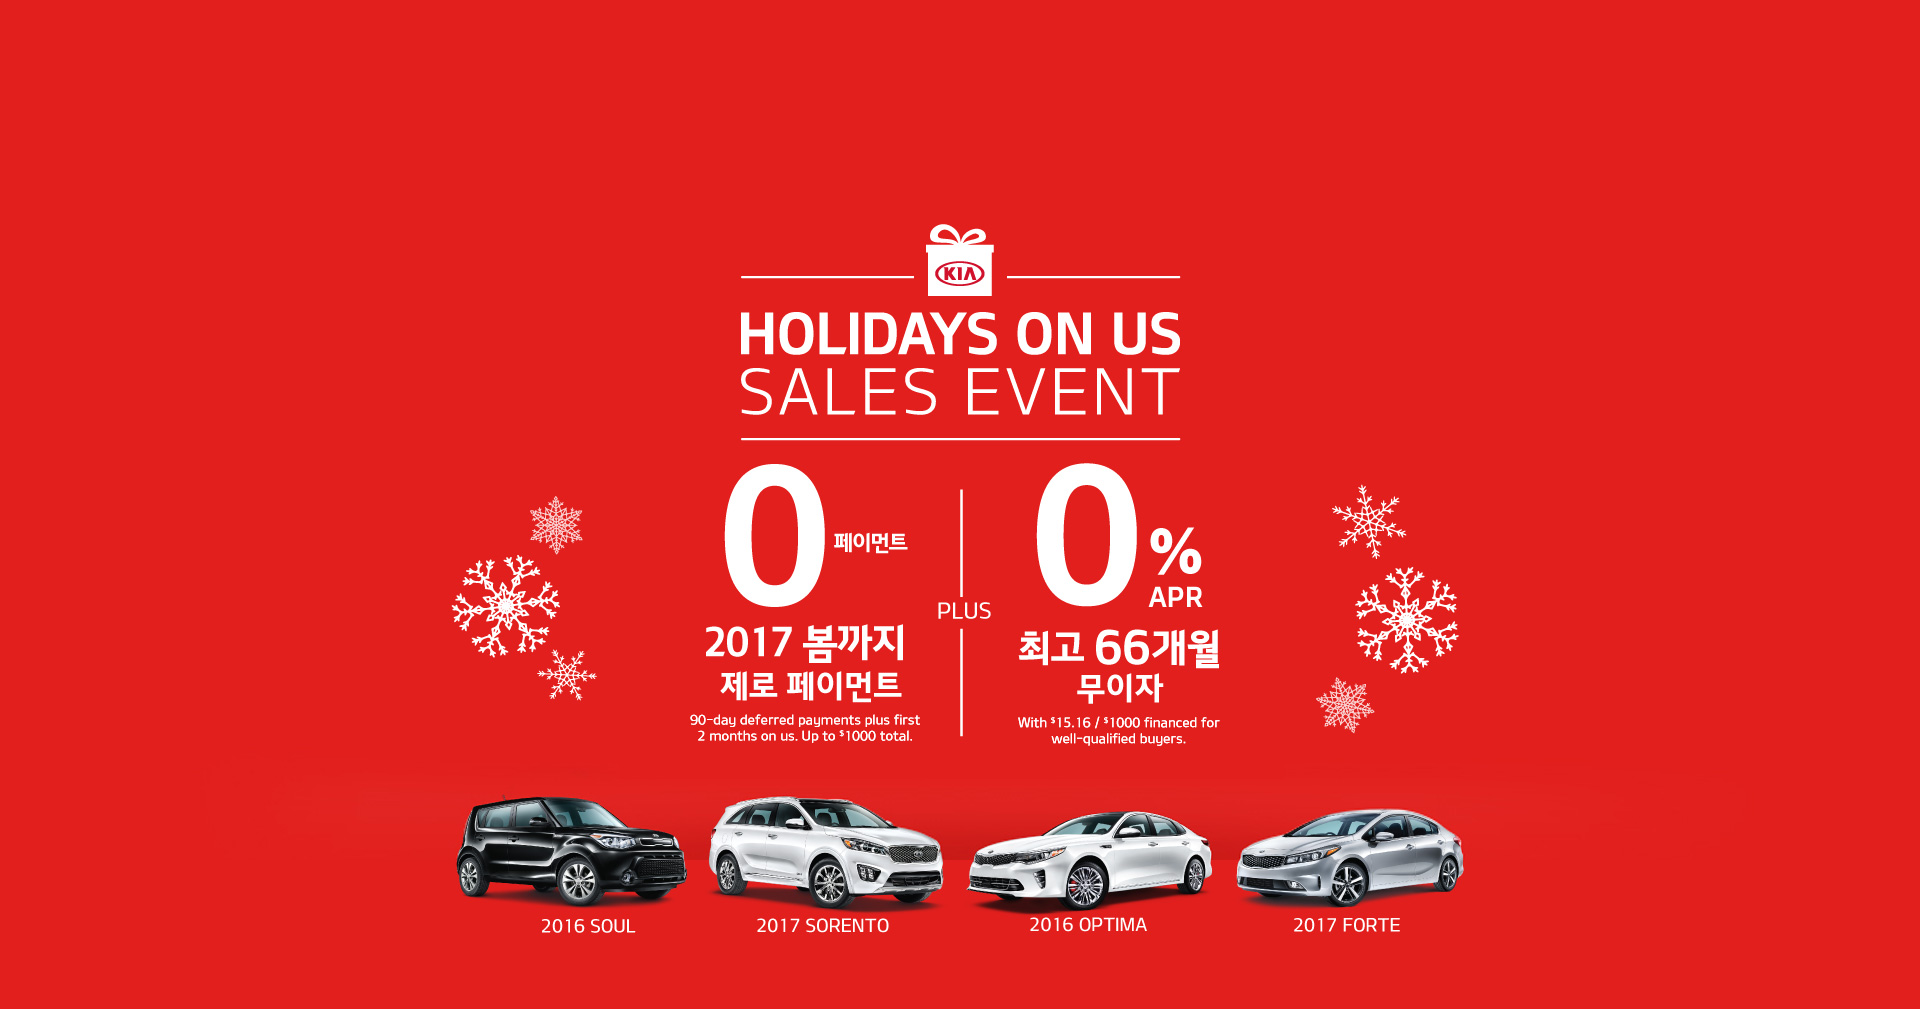 KIA
HOLIDAYS ON US
SALES EVENT
0 페이먼트
2017 봄까지
제로 페이먼트
90-day deferred payments plus first
2 months on us. Up to $1000 total.
PLUS
0%
APR
최고 66개월
무이자
With $15.16 / $1000 financed for
well-qualified buyers.
2016 SOUL
2017 SORENTO
2016 OPTIMA
2017 FORTE